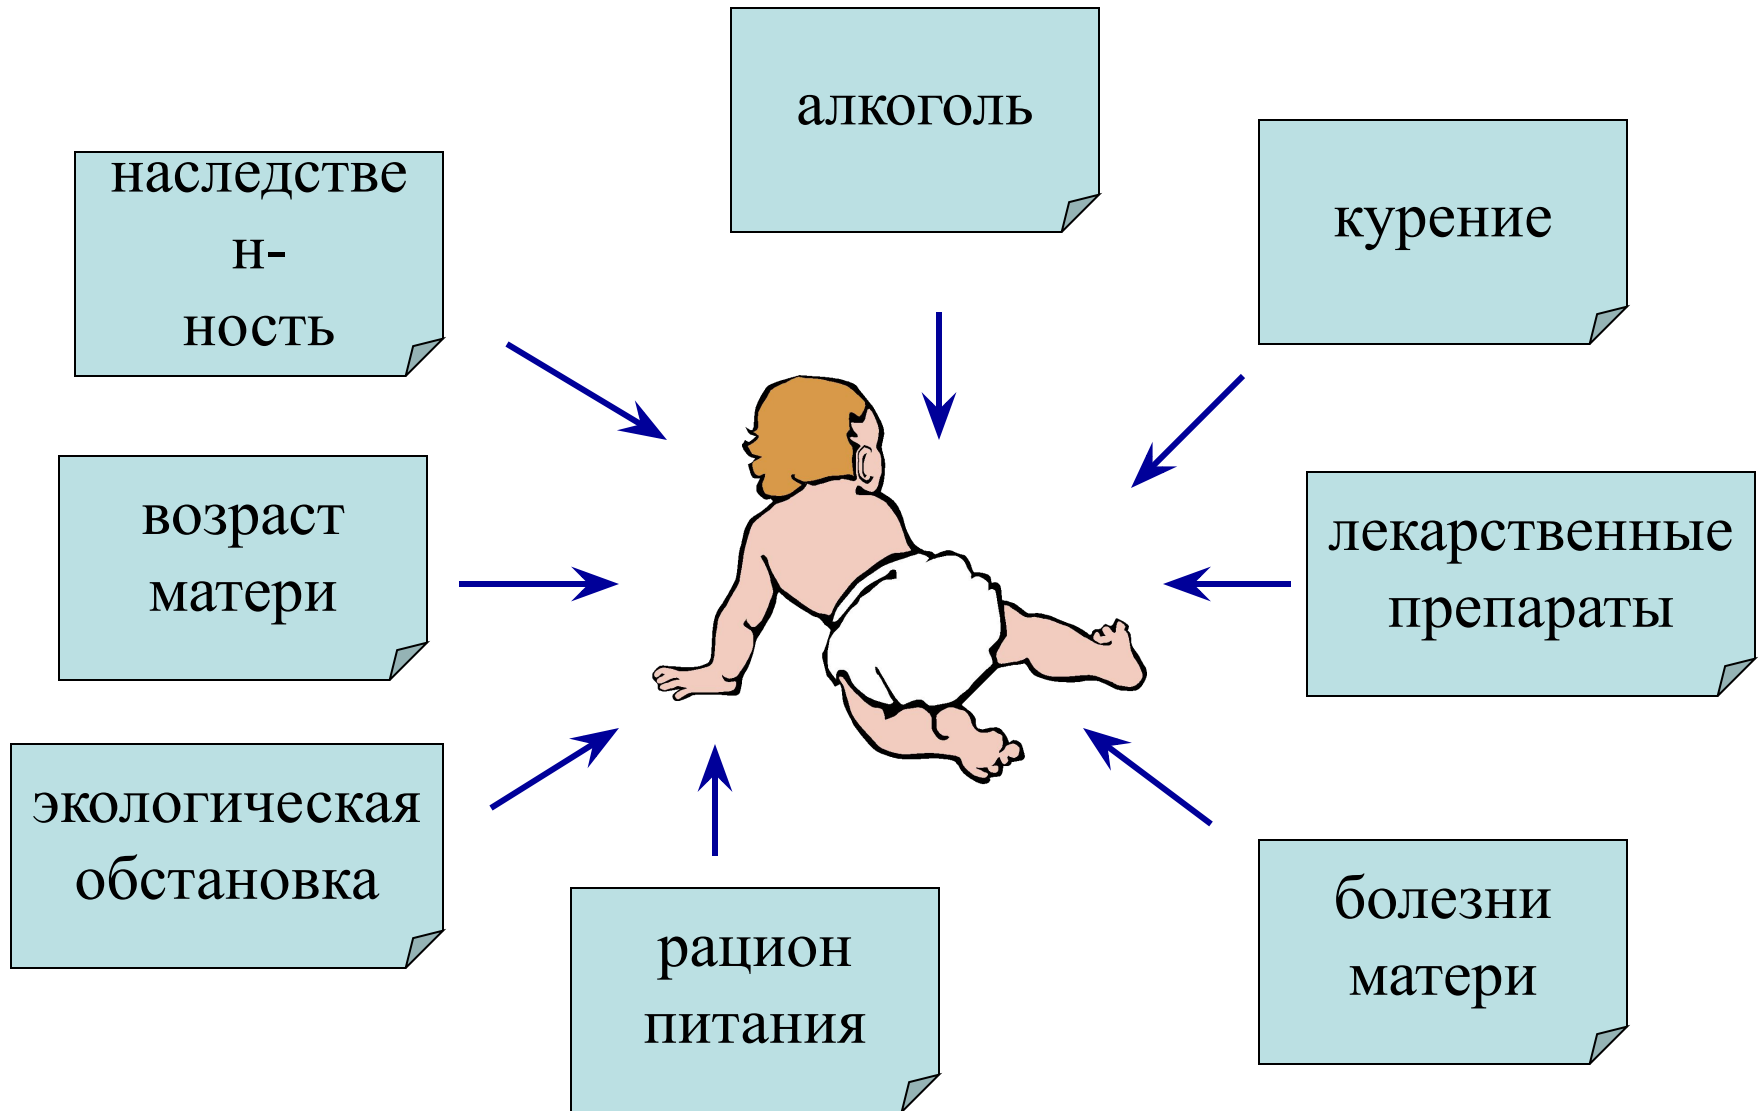 алкоголь
наследстве
н-
ность
курение
возраст
матери
лекарственные
препараты
экологическая
обстановка
рацион
питания
болезни
матери